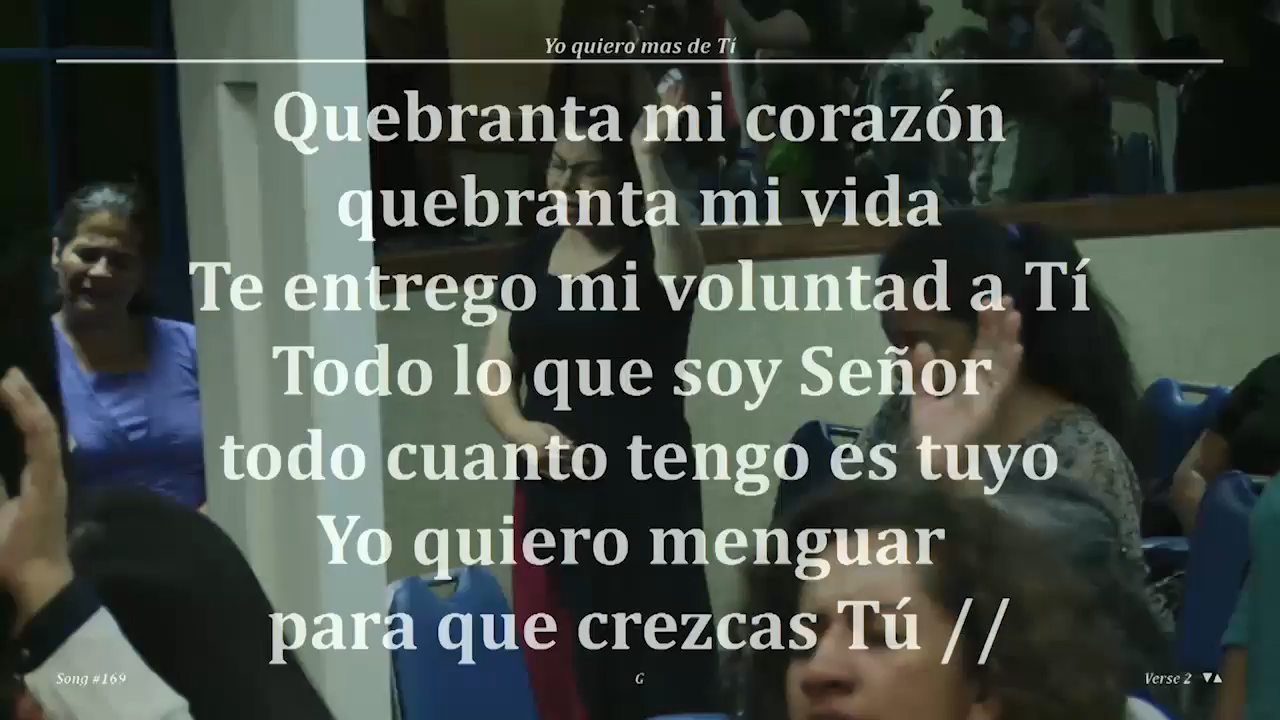 Yo quiero mas de Tí
Quebranta mi corazón
quebranta mi vida
Te entrego mi voluntad a Tí
Todo lo que soy Señor
todo cuanto tengo es tuyo
Yo quiero menguar
para que crezcas Tú //
Song #169
G
Verse 2 ▼▲